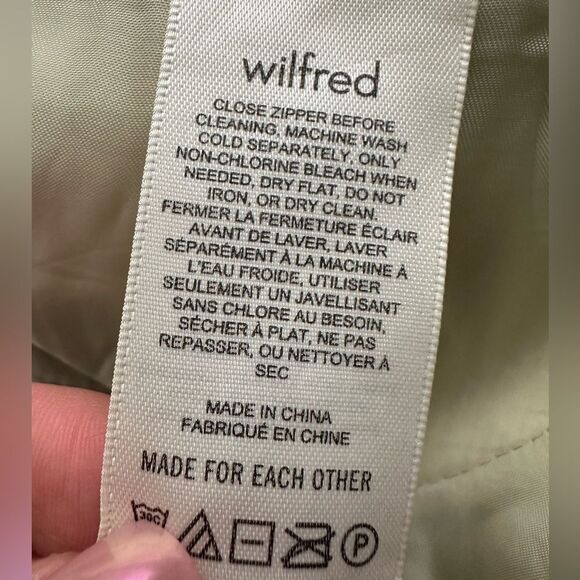 wilfred
CLOSE ZIPPER BEFORE
CLEANING, MACHINE WASH
COLD SEPARATELY, ONLY
NON-CHLORINE BLEACH WHEN
NEEDED, DRY FLAT, DO NOT
IRON, OR DRY CLEAN.
FERMER LA FERMETURE ÉCLAIR
AVANT DE LAVER, LAVER
SÉPARÉMENT À LA MACHINE À
L'EAU FROIDE, UTILISER
SEULEMENT UN JAVELLISANT
SANS CHLORE AU BESOIN,
SÉCHER À PLAT, NE PAS
REPASSER, OU NETTOYER À
SEC
MADE IN CHINA
FABRIQUÉ EN CHINE
MADE FOR EACH OTHER
30C
P